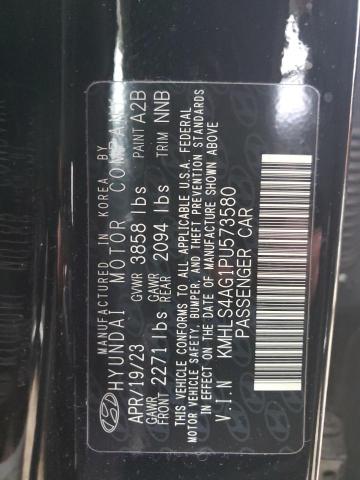 MANUFACTURED IN KOREA BY
HYUNDAI MOTOR COMPANY
APR/19/23 GVWR 3858 lbs PAINT A2B
GAWR FRONT 2271 lbs GAWR REAR 2094 lbs TRIM NNB
THIS VEHICLE CONFORMS TO ALL APPLICABLE U.S.A. FEDERAL
MOTOR VEHICLE SAFETY, BUMPER, AND THEFT PREVENTION STANDARDS
IN EFFECT ON THE DATE OF MANUFACTURE SHOWN ABOVE
V.I.N KMHLS4AG1PU573580
PASSENGER CAR